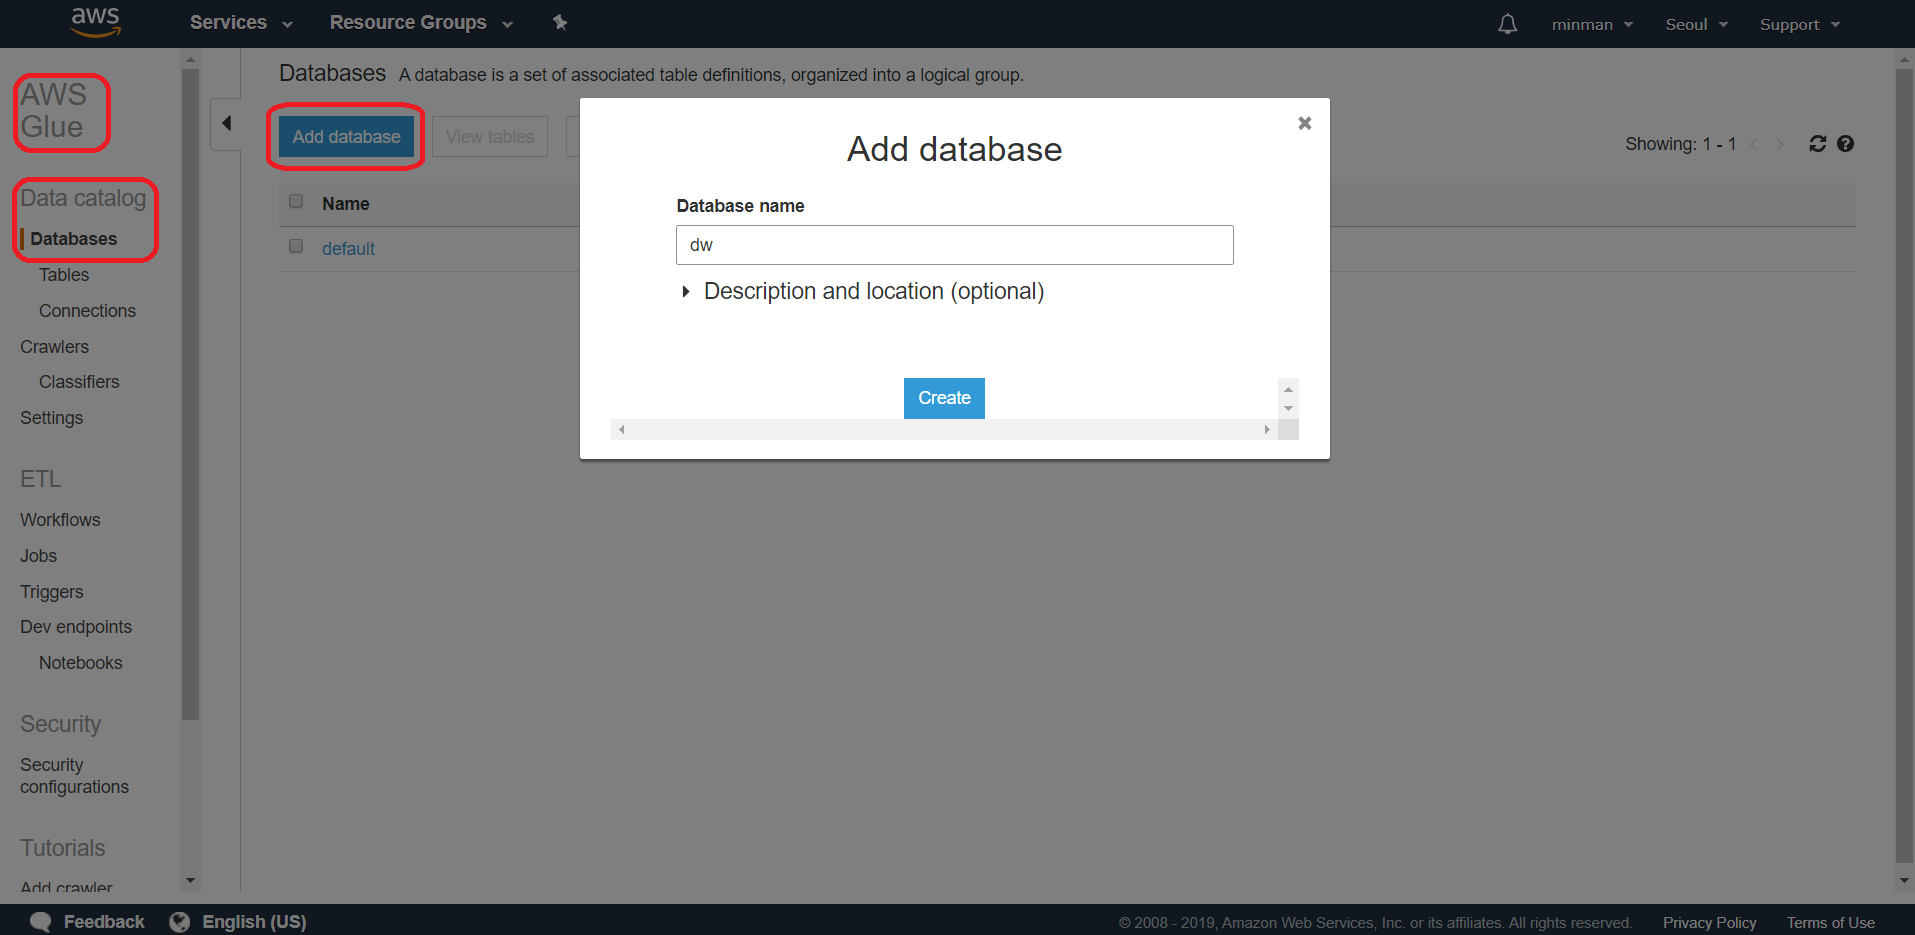 aws Services Resource Groups minman Seoul Support
AWS
Glue
Data catalog
Databases
Tables
Connections
Crawlers
Classifiers
Settings
ETL
Workflows
Jobs
Triggers
Dev endpoints
Notebooks
Security
Security
configurations
Tutorials
Add crawler
Databases A database is a set of associated table definitions, organized into a logical group.
Add database View tables
Showing: 1 - 1
Name
default
Add database
Database name
dw
Description and location (optional)
Create
Feedback English (US) © 2008 - 2019, Amazon Web Services, Inc. or its affiliates. All rights reserved. Privacy Policy Terms of Use